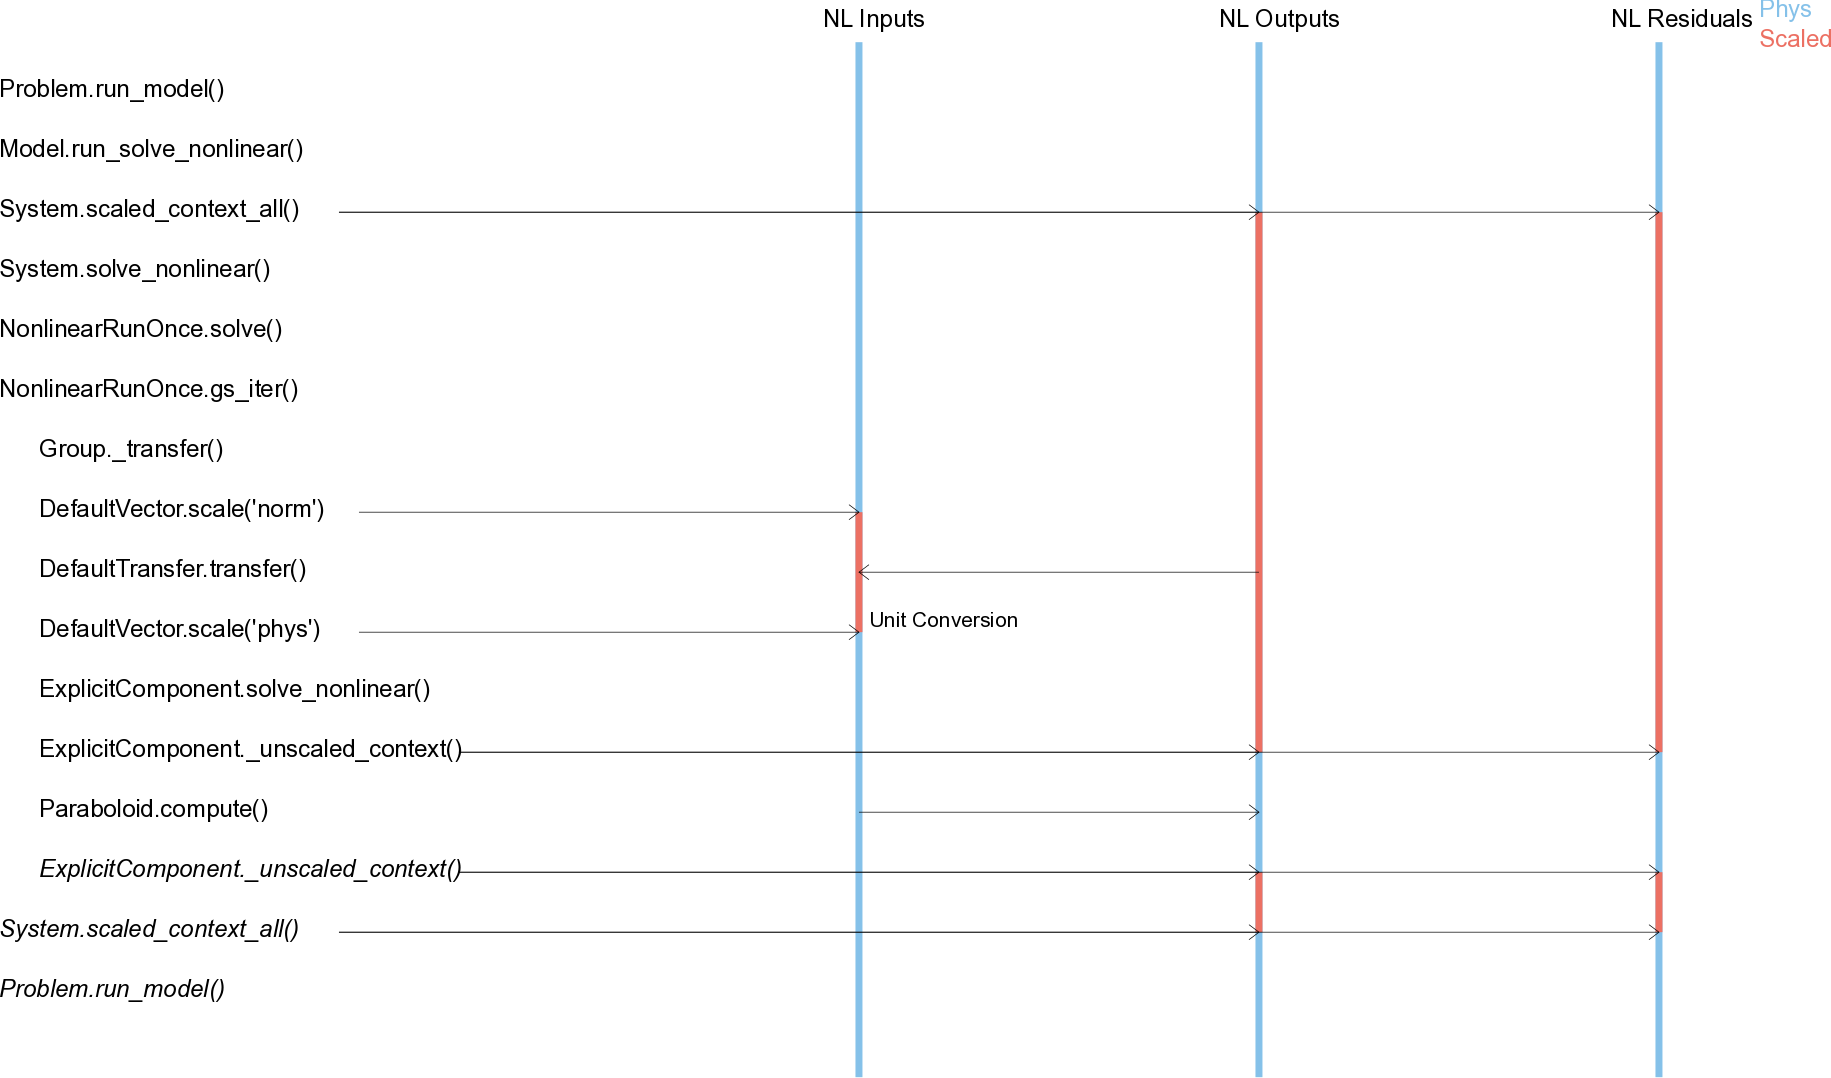 NL Inputs NL Outputs NL Residuals Phys
Scaled
Problem.run_model()
Model.run_solve_nonlinear()
System.scaled_context_all()
System.solve_nonlinear()
NonlinearRunOnce.solve()
NonlinearRunOnce.gs_iter()
Group._transfer()
DefaultVector.scale('norm')
DefaultTransfer.transfer()
Unit Conversion
DefaultVector.scale('phys')
ExplicitComponent.solve_nonlinear()
ExplicitComponent._unscaled_context()
Paraboloid.compute()
ExplicitComponent._unscaled_context()
System.scaled_context_all()
Problem.run_model()